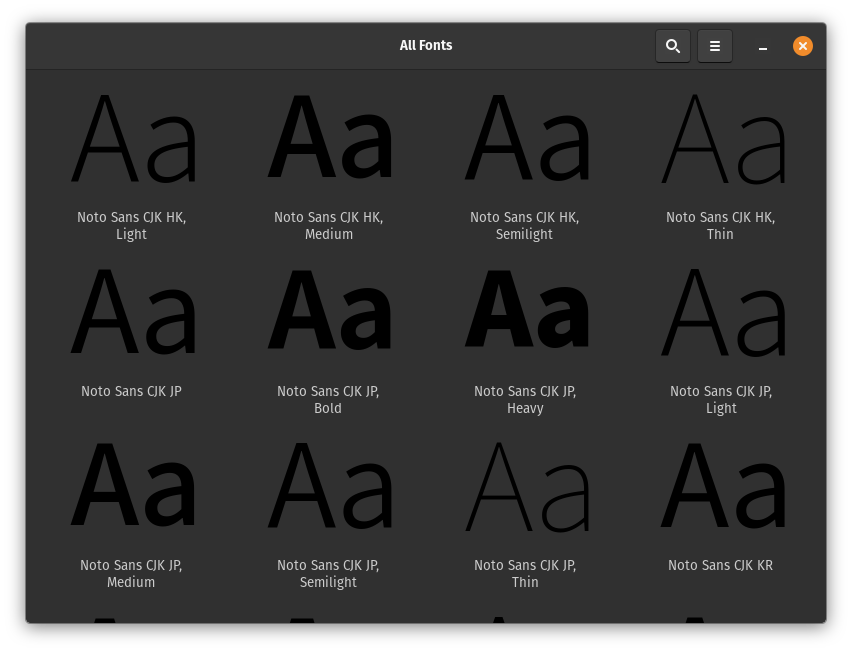 All Fonts
Aa
Aa
Aa
Aa
Noto Sans CJK HK,
Light
Noto Sans CJK HK,
Medium
Noto Sans CJK HK,
Semilight
Noto Sans CJK HK,
Thin
Aa
Aa
Aa
Aa
Noto Sans CJK JP
Noto Sans CJK JP,
Bold
Noto Sans CJK JP,
Heavy
Noto Sans CJK JP,
Light
Aa
Aa
Aa
Aa
Noto Sans CJK JP,
Medium
Noto Sans CJK JP,
Semilight
Noto Sans CJK JP,
Thin
Noto Sans CJK KR